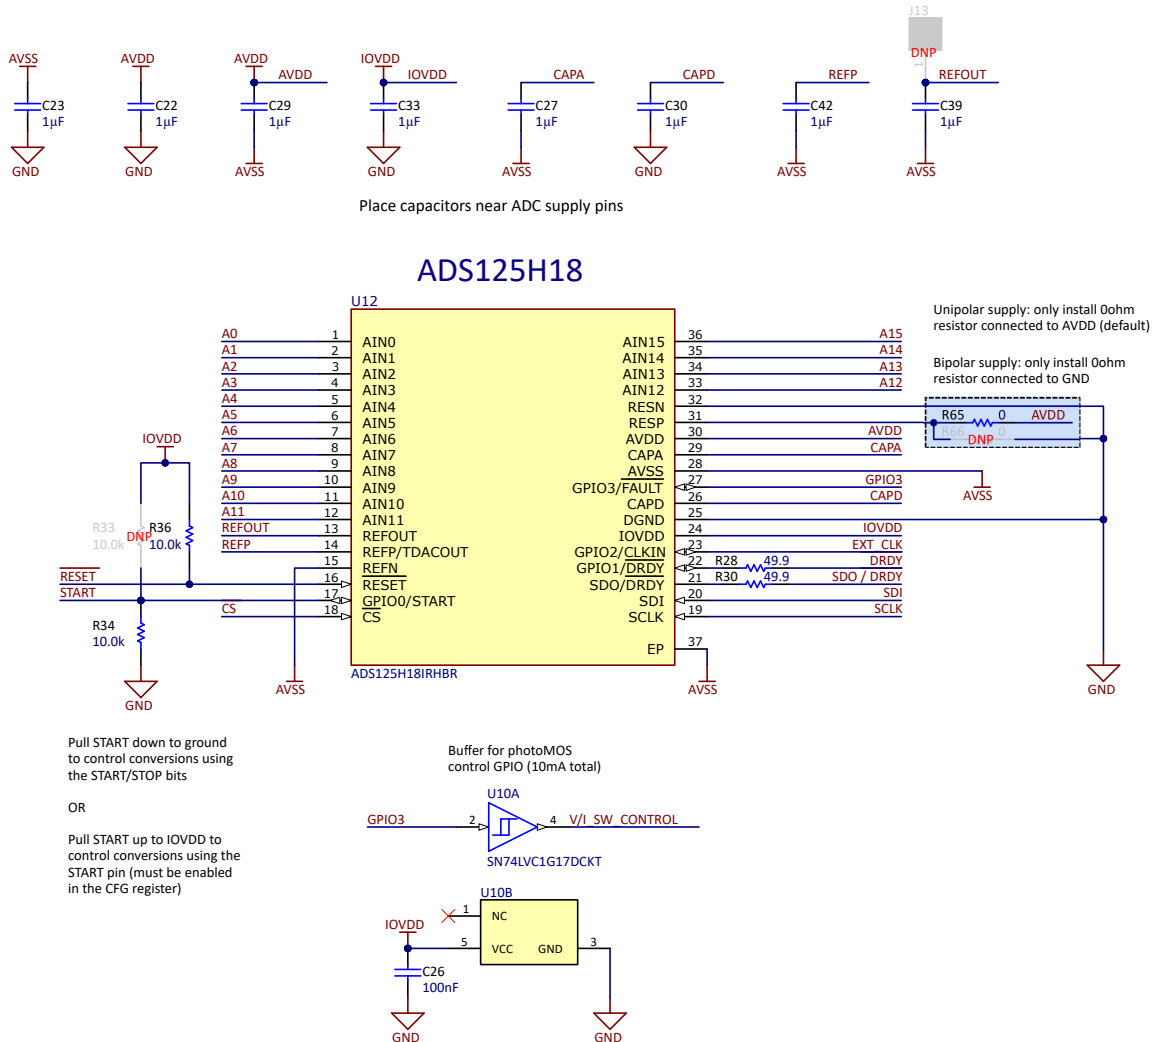 J13
DNP
1
AVSS
C23
1µF
GND
AVDD
C22
1µF
GND
AVDD
AVDD
C29
1µF
AVSS
IOVDD
IOVDD
C33
1µF
GND
CAPA
C27
1µF
AVSS
CAPD
C30
1µF
GND
REFP
C42
1µF
AVSS
REFOUT
C39
1µF
AVSS
Place capacitors near ADC supply pins
ADS125H18
U12
A0 1 AIN0
A1 2 AIN1
A2 3 AIN2
A3 4 AIN3
A4 5 AIN4
A5 6 AIN5
A6 7 AIN6
A7 8 AIN7
A8 9 AIN8
A9 10 AIN9
A10 11 AIN10
A11 12 AIN11
REFOUT 13 REFOUT
REFP 14 REFP/TDACOUT
15 REFN
RESET 16 RESET
START 17 GPIO0/START
CS 18 CS
AIN15 36 A15
AIN14 35 A14
AIN13 34 A13
AIN12 33 A12
RESN 32
RESP 31
AVDD 30 AVDD
CAPA 29 CAPA
AVSS 28
GPIO3/FAULT 27 GPIO3
CAPD 26 CAPD
DGND 25
IOVDD 24 IOVDD
GPIO2/CLKIN 23 EXT_CLK
GPIO1/DRDY 22 R28 49.9 DRDY
SDO/DRDY 21 R30 49.9 SDO / DRDY
SDI 20 SDI
SCLK 19 SCLK
EP 37
AVSS
ADS125H18IRHBR
AVSS
AVSS
IOVDD
R33
10.0k
DNP
R36
10.0k
R34
10.0k
GND
Unipolar supply: only install 0ohm
resistor connected to AVDD (default)
Bipolar supply: only install 0ohm
resistor connected to GND
R65 0 AVDD
R66 0
DNP
GND
Pull START down to ground
to control conversions using
the START/STOP bits
OR
Pull START up to IOVDD to
control conversions using the
START pin (must be enabled
in the CFG register)
Buffer for photoMOS
control GPIO (10mA total)
U10A
GPIO3 2 4 V/I_SW_CONTROL
SN74LVC1G17DCKT
U10B
1 NC
IOVDD
5 VCC GND 3
C26
100nF
GND
GND